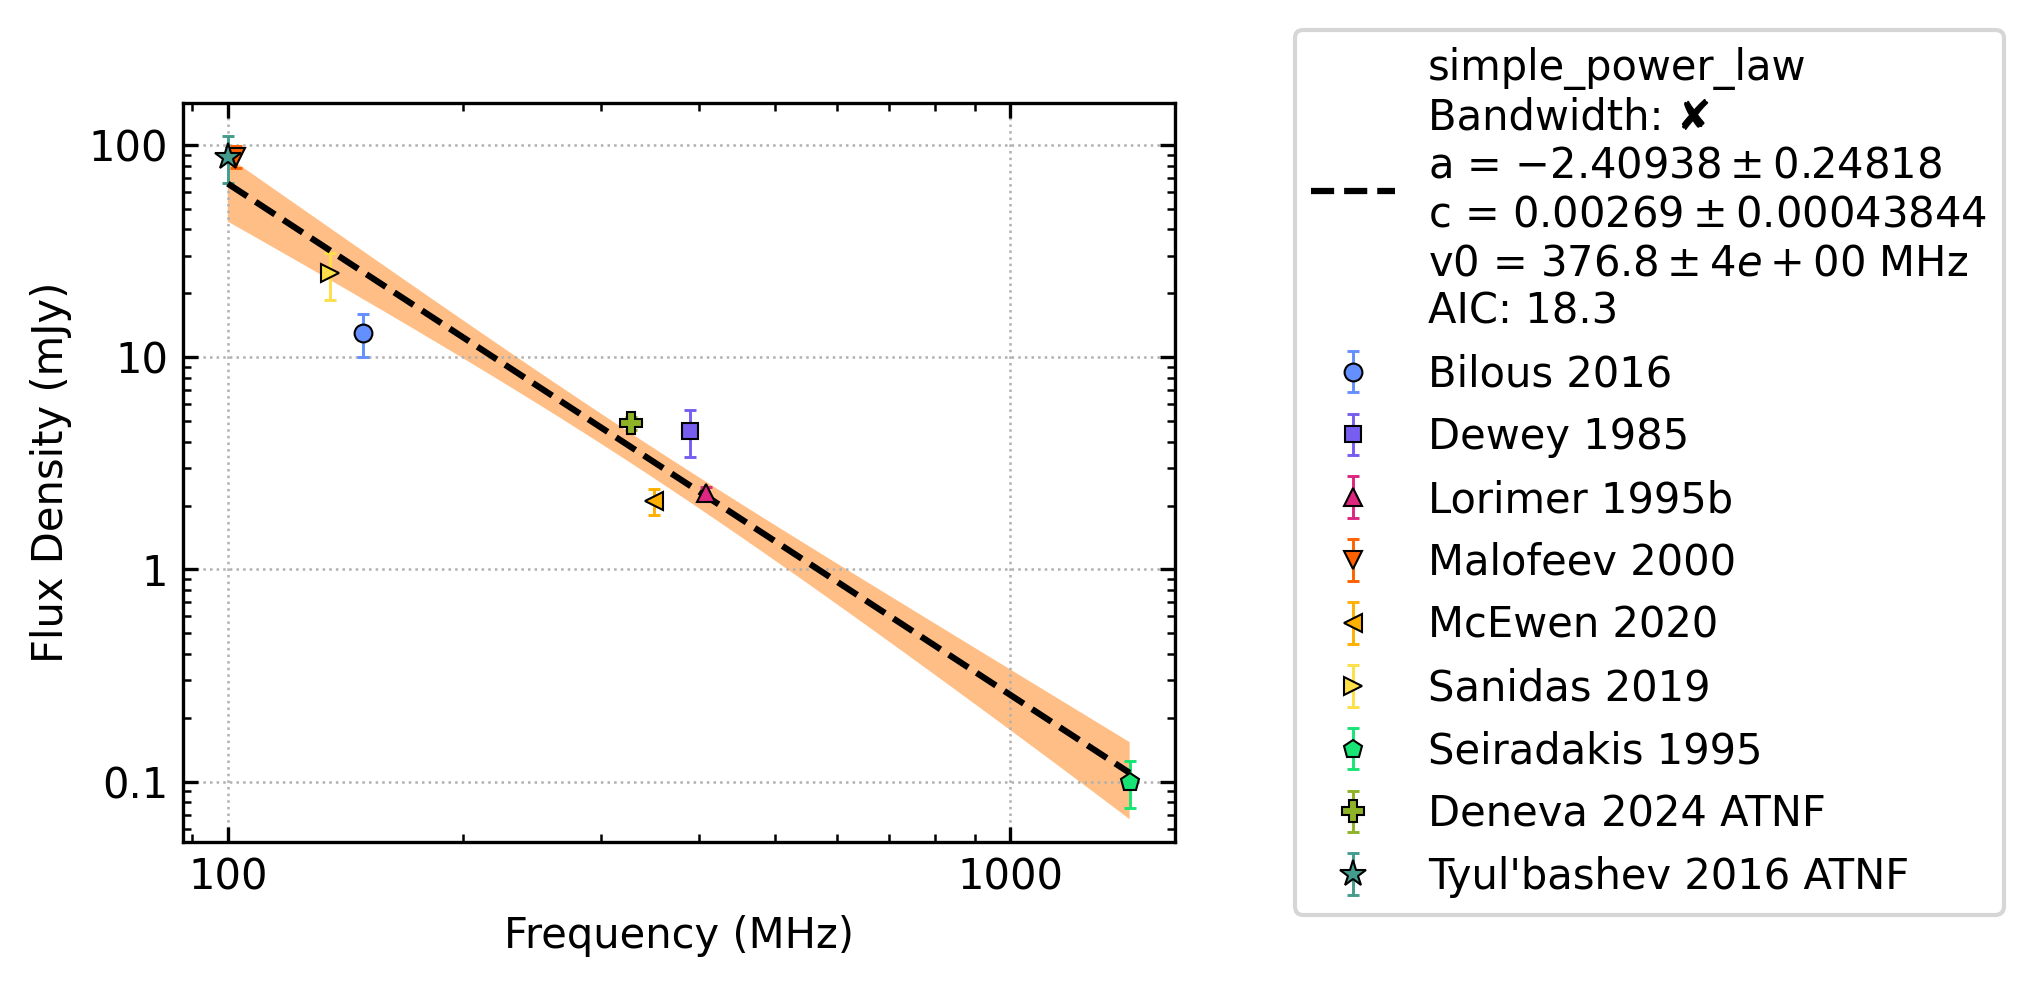 100
10
1
0.1
Flux Density (mJy)
100
1000
Frequency (MHz)
simple_power_law
Bandwidth: ✘
a = −2.40938 ± 0.24818
c = 0.00269 ± 0.00043844
v0 = 376.8 ± 4e + 00 MHz
AIC: 18.3
Bilous 2016
Dewey 1985
Lorimer 1995b
Malofeev 2000
McEwen 2020
Sanidas 2019
Seiradakis 1995
Deneva 2024 ATNF
Tyul'bashev 2016 ATNF